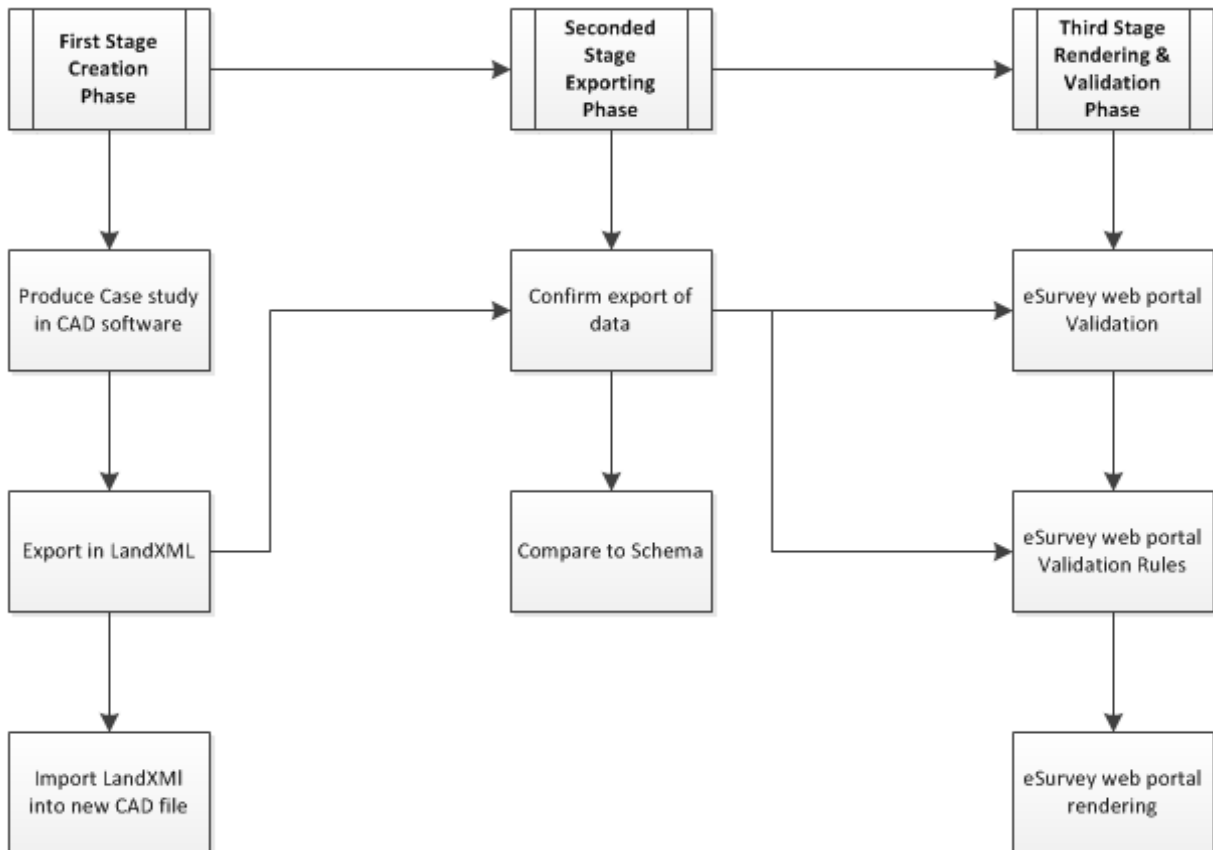 First Stage
Creation
Phase
Seconded
Stage
Exporting
Phase
Third Stage
Rendering &
Validation
Phase
Produce Case study
in CAD software
Confirm export of
data
eSurvey web portal
Validation
Export in LandXML
Compare to Schema
eSurvey web portal
Validation Rules
Import LandXMl
into new CAD file
eSurvey web portal
rendering